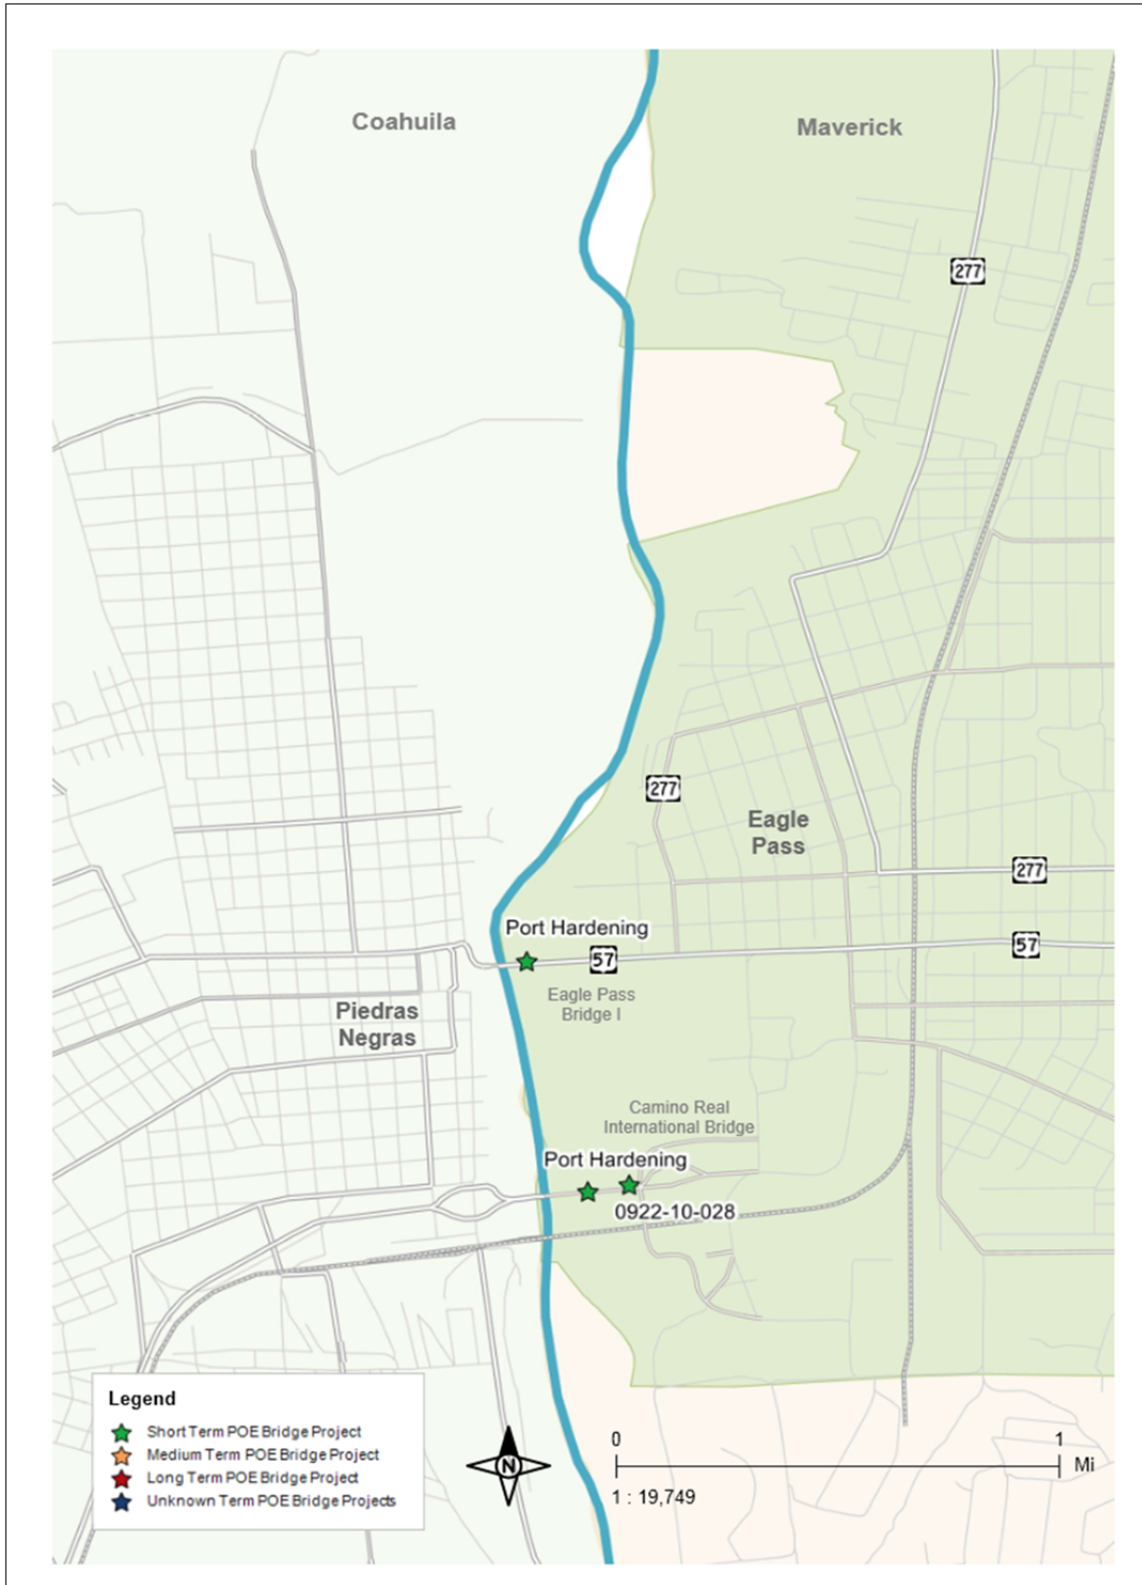 Coahuila
Maverick
277
277
Eagle
Pass
277
Port Hardening
57
57
Eagle Pass
Bridge I
Piedras
Negras
Camino Real
International Bridge
Port Hardening
0922-10-028
Legend
Short Term POE Bridge Project
Medium Term POE Bridge Project
Long Term POE Bridge Project
Unknown Term POE Bridge Projects
N
0 1
Mi
1 : 19,749